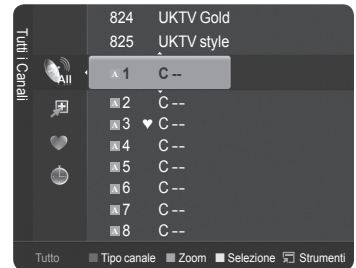 Tutti i Canali
824 UKTV Gold
825 UKTV style
All
A 1 C --
A 2 C --
A 3 ♥ C --
A 4 C --
A 5 C --
A 6 C --
A 7 C --
A 8 C --
Tutto Tipo canale Zoom Selezione Strumenti